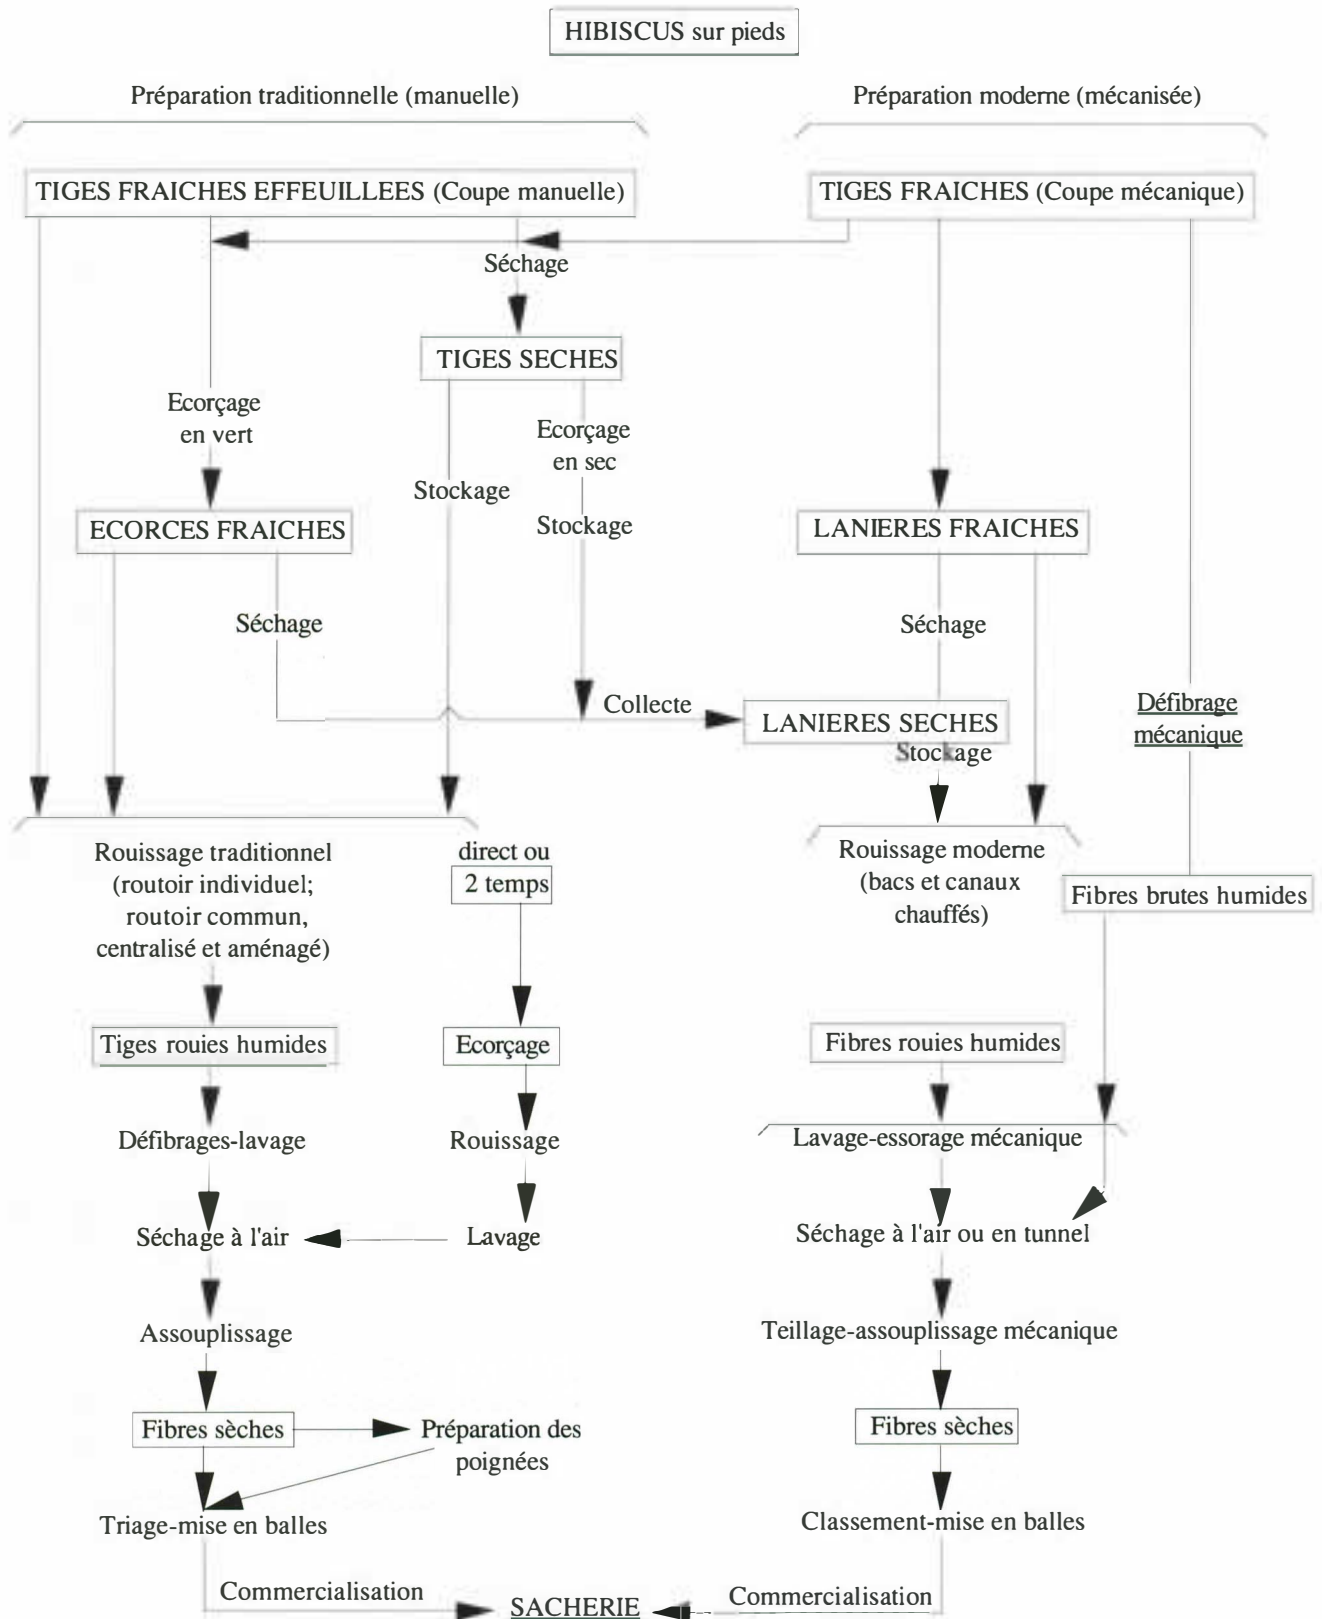 HIBISCUS sur pieds
Préparation traditionnelle (manuelle)
Préparation moderne (mécanisée)
TIGES FRAICHES EFFEUILLEES (Coupe manuelle)
TIGES FRAICHES (Coupe mécanique)
Séchage
TIGES SECHES
Ecorçage
en vert
Ecorçage
en sec
Stockage
Stockage
ECORCES FRAICHES
LANIERES FRAICHES
Séchage
Séchage
Collecte
LANIERES SECHES
Stockage
Défibrage
mécanique
Rouissage traditionnel
(routoir individuel;
routoir commun,
centralisé et aménagé)
direct ou
2 temps
Rouissage moderne
(bacs et canaux
chauffés)
Fibres brutes humides
Tiges rouies humides
Ecorçage
Fibres rouies humides
Défibrages-lavage
Rouissage
Lavage-essorage mécanique
Séchage à l'air
Lavage
Séchage à l'air ou en tunnel
Assouplissage
Teillage-assouplissage mécanique
Fibres sèches
Préparation des
poignées
Fibres sèches
Triage-mise en balles
Classement-mise en balles
Commercialisation
SACHERIE
Commercialisation